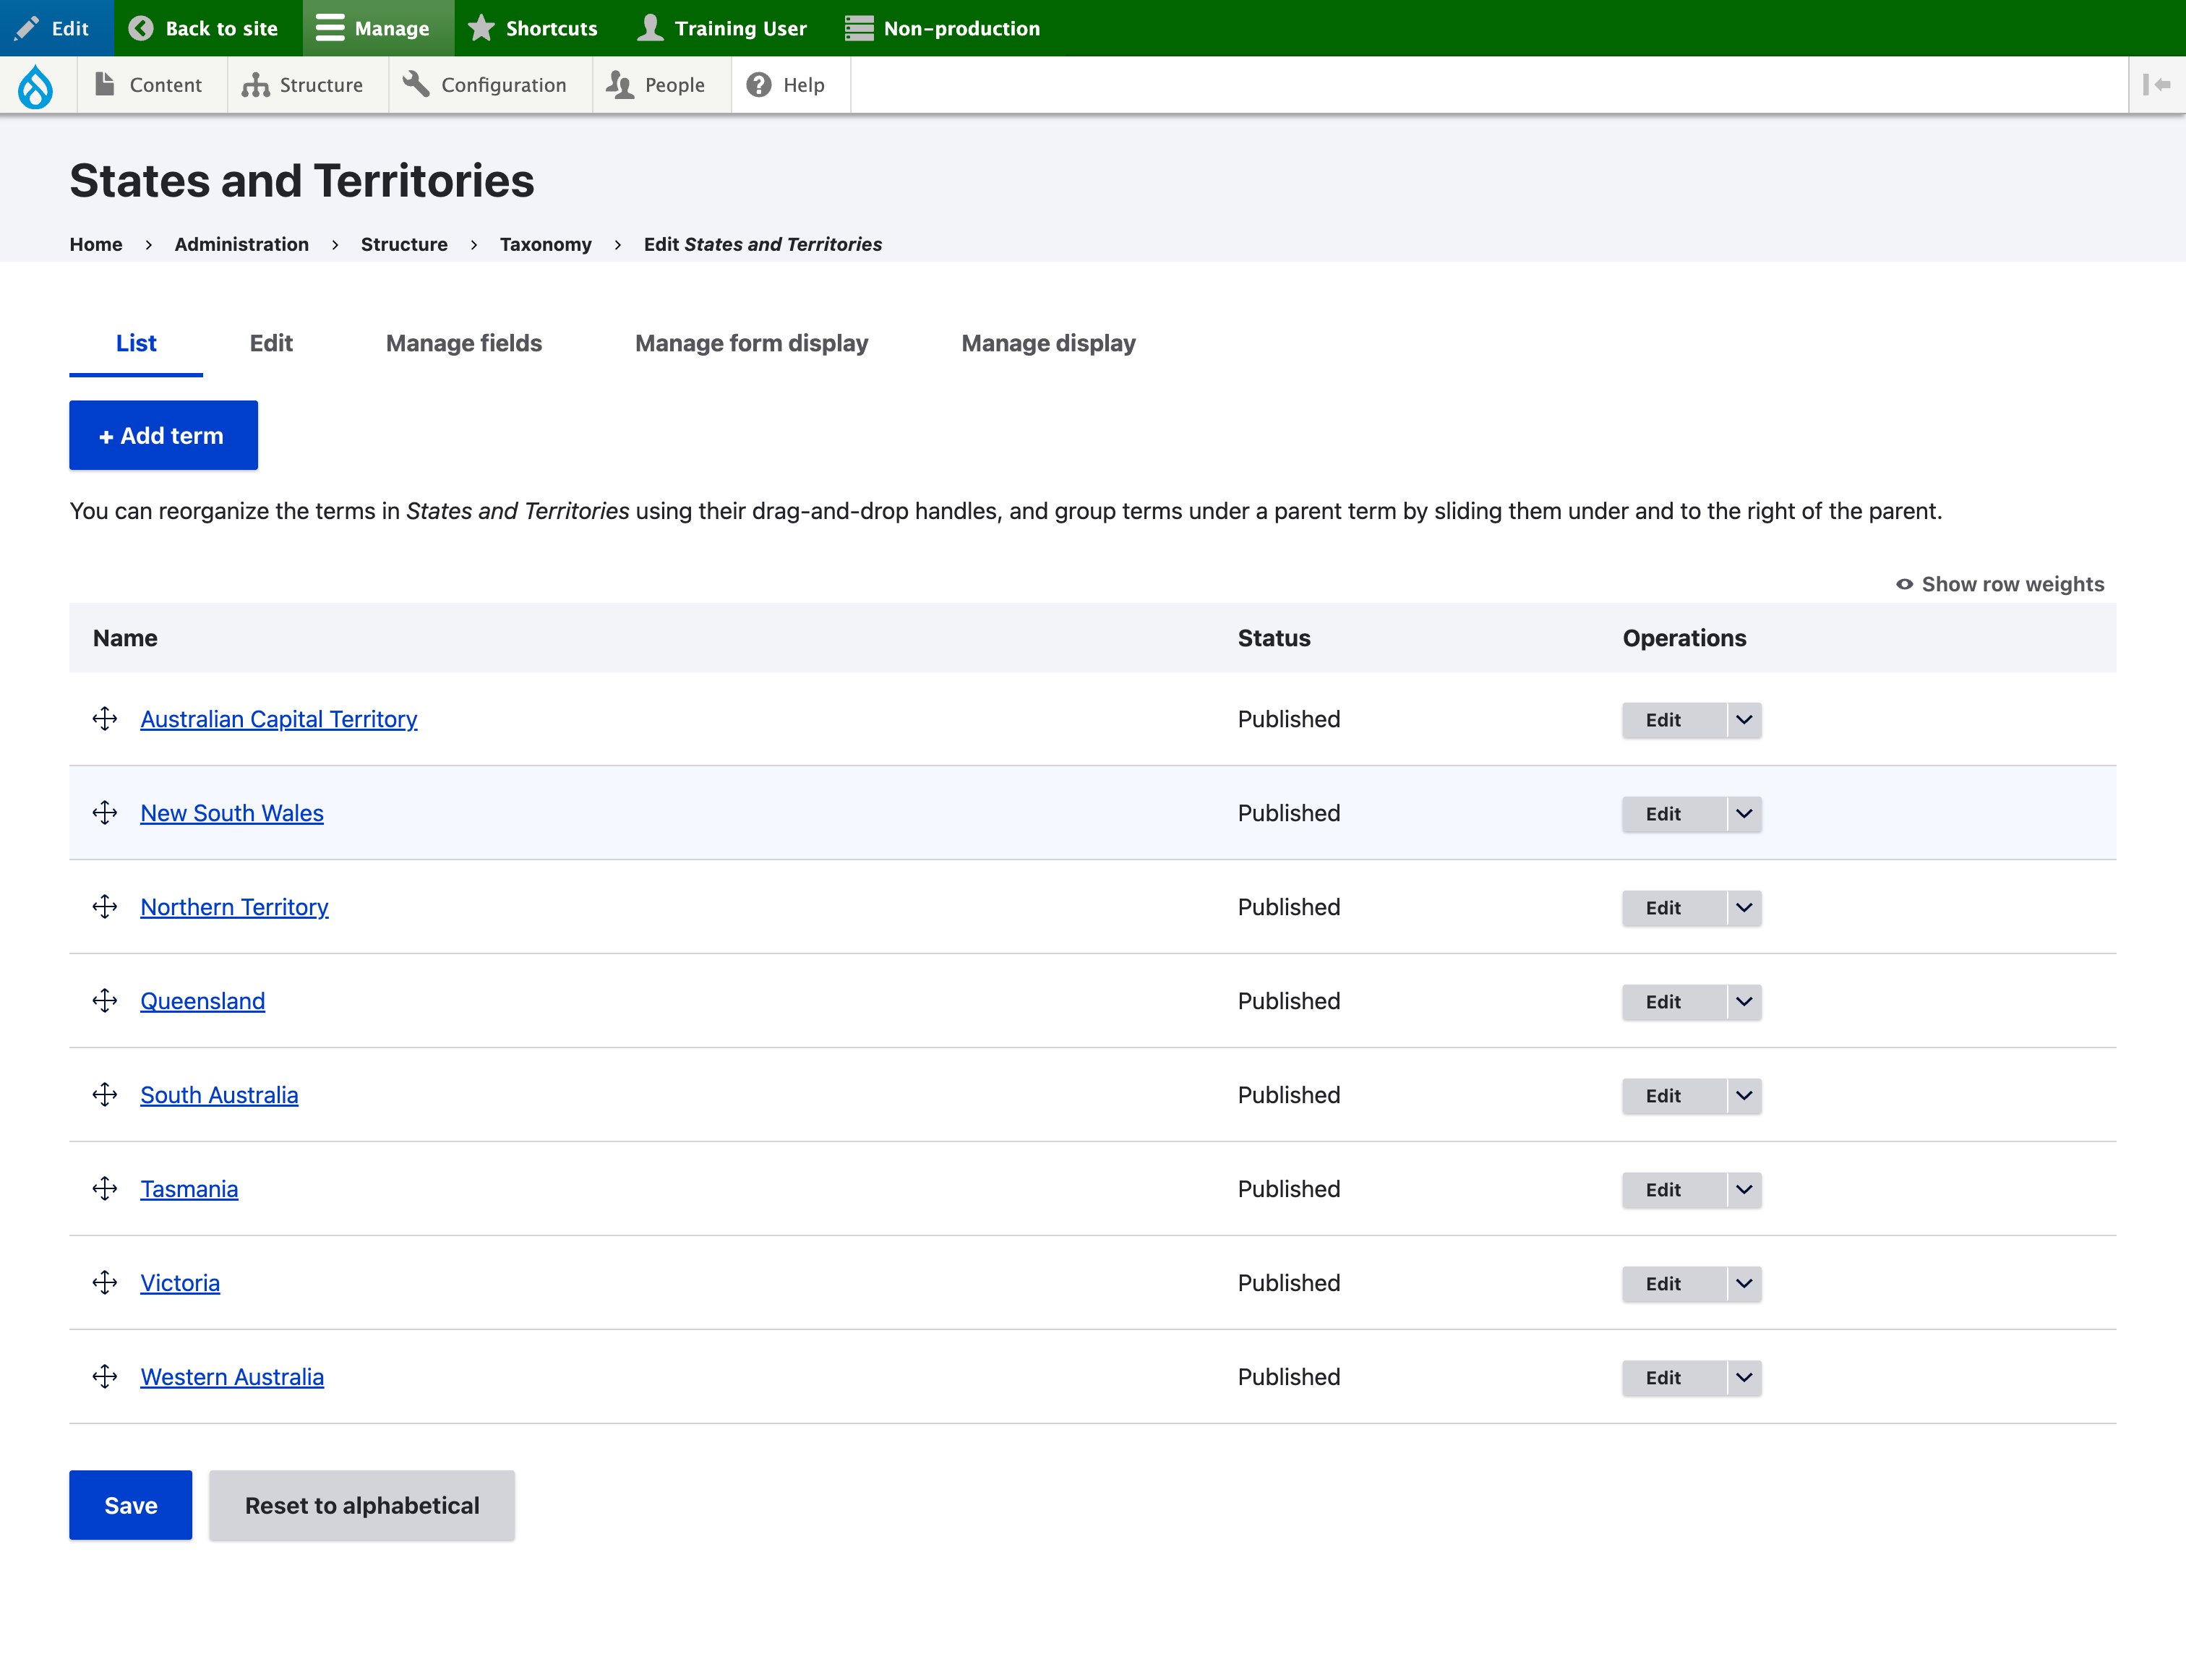 Edit Back to site Manage Shortcuts Training User Non-production
Content Structure Configuration People Help
States and Territories
Home › Administration › Structure › Taxonomy › Edit States and Territories
List Edit Manage fields Manage form display Manage display
+ Add term
You can reorganize the terms in States and Territories using their drag-and-drop handles, and group terms under a parent term by sliding them under and to the right of the parent.
Show row weights
Name Status Operations
Australian Capital Territory Published Edit
New South Wales Published Edit
Northern Territory Published Edit
Queensland Published Edit
South Australia Published Edit
Tasmania Published Edit
Victoria Published Edit
Western Australia Published Edit
Save Reset to alphabetical